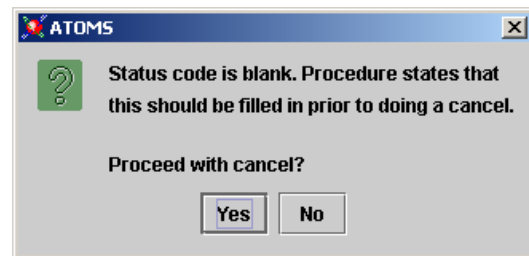 ATOMS
Status code is blank. Procedure states that
this should be filled in prior to doing a cancel.
Proceed with cancel?
Yes No